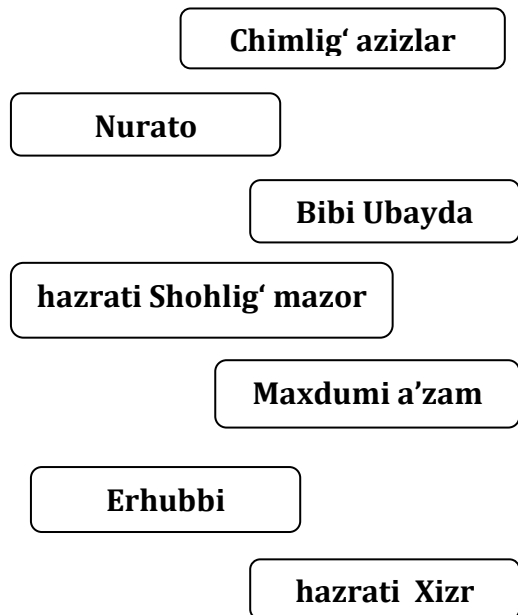 Chimlig‘ azizlar
Nurato
Bibi Ubayda
hazrati Shohlig‘ mazor
Maxdumi a’zam
Erhubbi
hazrati Xizr